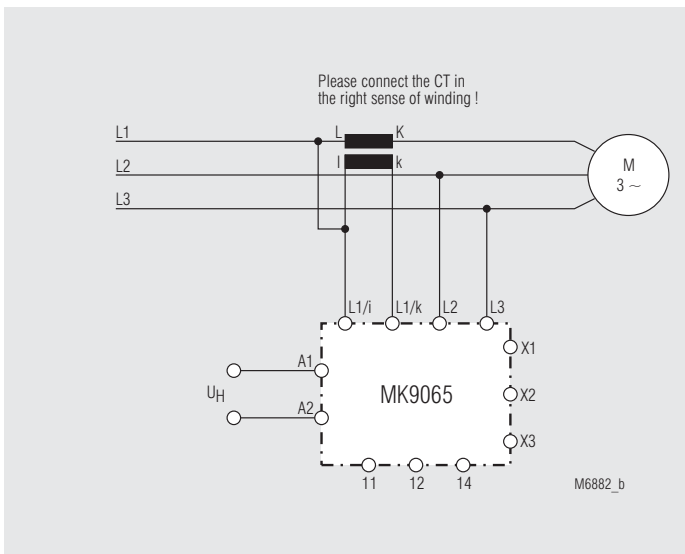 Please connect the CT in
the right sense of winding !
L1
L
K
L2
l
k
M
3 ~
L3
L1/i
L1/k
L2
L3
X1
A1
UH
MK9065
X2
A2
X3
11
12
14
M6882_b